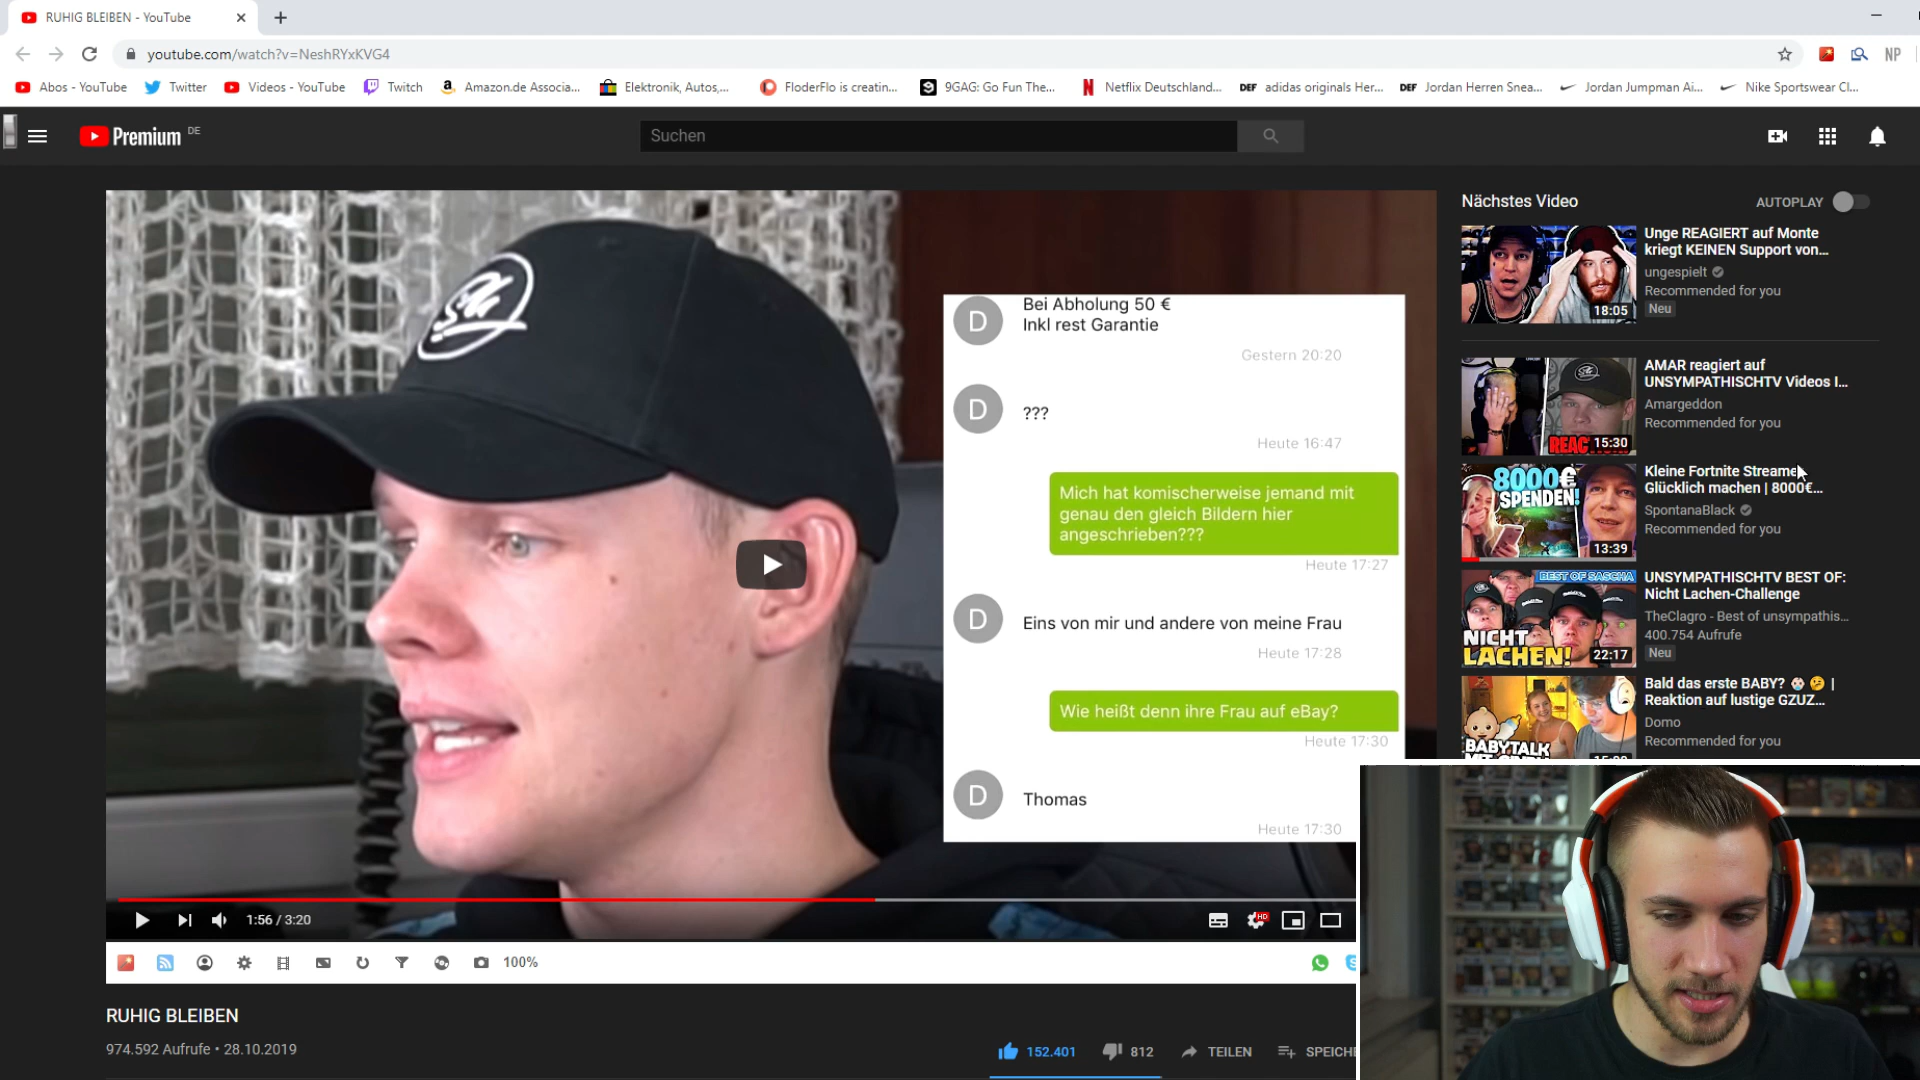 RUHIG BLEIBEN - YouTube
youtube.com/watch?v=NeshRYxKVG4
NP
Abos - YouTube
Twitter
Videos - YouTube
Twitch
Amazon.de Associa...
Elektronik, Autos,...
FloderFlo is creatin...
9GAG: Go Fun The...
Netflix Deutschland...
DEF adidas originals Her...
DEF Jordan Herren Snea...
Jordan Jumpman Ai...
Nike Sportswear Cl...
Premium DE
Suchen
Bei Abholung 50 €
Inkl rest Garantie
Gestern 20:20
D
???
Heute 16:47
D
Mich hat komischerweise jemand mit
genau den gleich Bildern hier
angeschrieben???
Heute 17:27
D
Eins von mir und andere von meine Frau
Heute 17:28
Wie heißt denn ihre Frau auf eBay?
Heute 17:30
D
Thomas
Heute 17:30
1:56 / 3:20
HD
100%
RUHIG BLEIBEN
974.592 Aufrufe • 28.10.2019
152.401
812
TEILEN
Nächstes Video
AUTOPLAY
18:05
Unge REAGIERT auf Monte
kriegt KEINEN Support von...
ungespielt
Recommended for you
Neu
15:30
AMAR reagiert auf
UNSYMPATHISCHTV Videos I...
Amargeddon
Recommended for you
8000€
SPENDEN!
13:39
Kleine Fortnite Streamer
Glücklich machen | 8000€...
SpontanaBlack
Recommended for you
BEST OF SASCHA
NICHT
LACHEN!
22:17
UNSYMPATHISCHTV BEST OF:
Nicht Lachen-Challenge
TheClagro - Best of unsympathis...
400.754 Aufrufe
Neu
BABYTALK
Bald das erste BABY? 👶 🤔 |
Reaktion auf lustige GZUZ...
Domo
Recommended for you